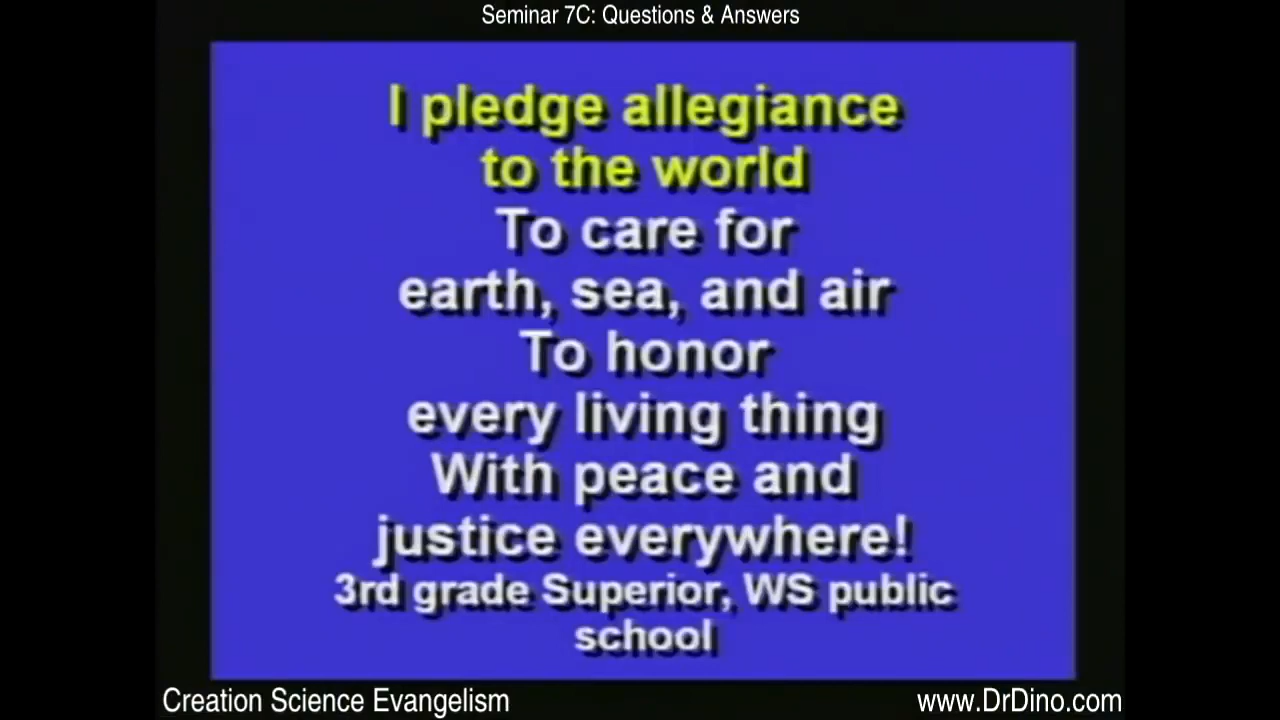 Seminar 7C: Questions & Answers
I pledge allegiance
to the world
To care for
earth, sea, and air
To honor
every living thing
With peace and
justice everywhere!
3rd grade Superior, WS public
school
Creation Science Evangelism
www.DrDino.com